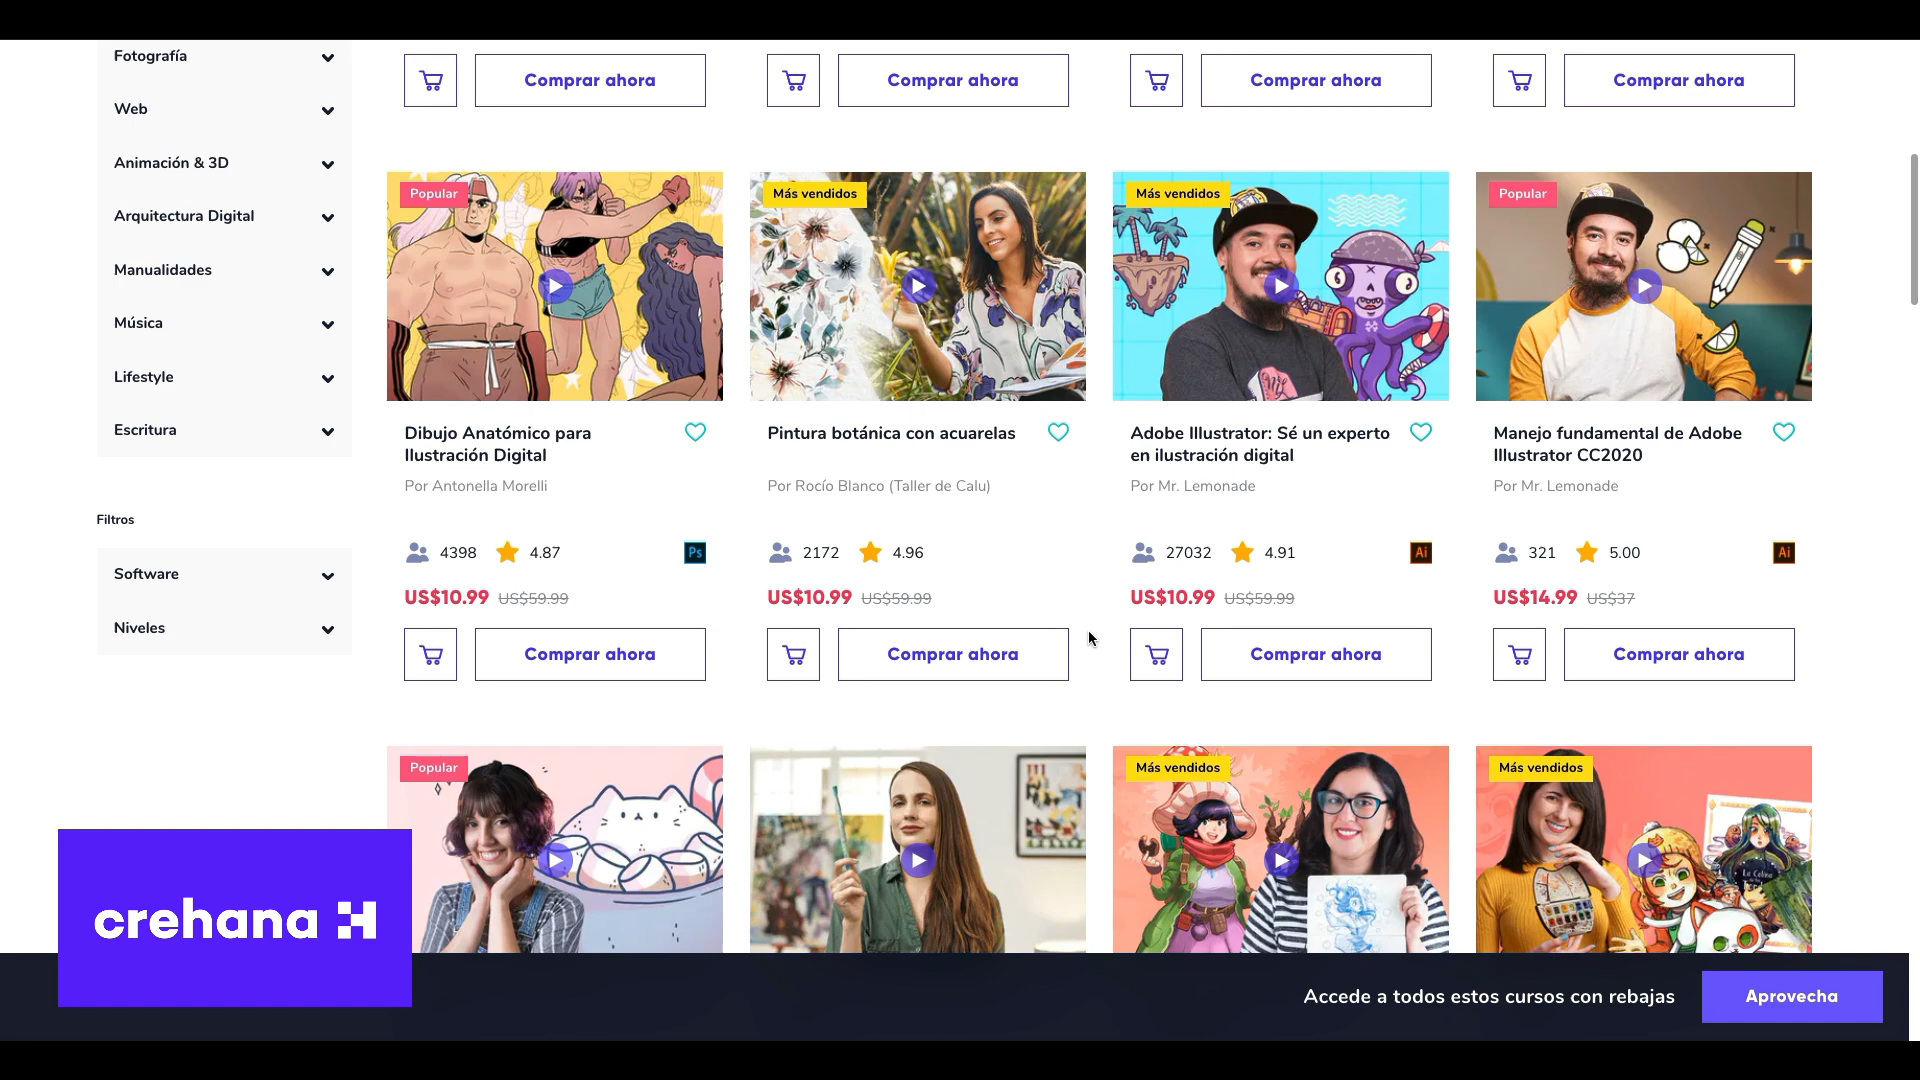 Fotografía
Web
Animación & 3D
Arquitectura Digital
Manualidades
Música
Lifestyle
Escritura
Filtros
Software
Niveles
Comprar ahora
Comprar ahora
Comprar ahora
Comprar ahora
Popular
Más vendidos
Más vendidos
Popular
Dibujo Anatómico para
Ilustración Digital
Por Antonella Morelli
4398
4.87
Ps
US$10.99 US$59.99
Comprar ahora
Pintura botánica con acuarelas
Por Rocío Blanco (Taller de Calu)
2172
4.96
US$10.99 US$59.99
Comprar ahora
Adobe Illustrator: Sé un experto
en ilustración digital
Por Mr. Lemonade
27032
4.91
Ai
US$10.99 US$59.99
Comprar ahora
Manejo fundamental de Adobe
Illustrator CC2020
Por Mr. Lemonade
321
5.00
Ai
US$14.99 US$37
Comprar ahora
Popular
Más vendidos
Más vendidos
crehana
Accede a todos estos cursos con rebajas
Aprovecha